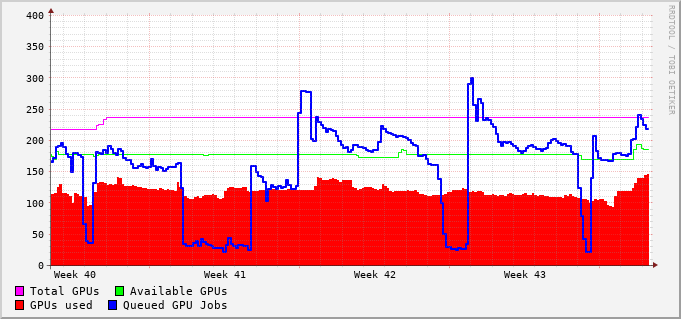 400
350
300
250
200
150
100
50
0
Week 40 Week 41 Week 42 Week 43
Total GPUs Available GPUs
GPUs used Queued GPU Jobs
RRDTOOL / TOBI OETIKER